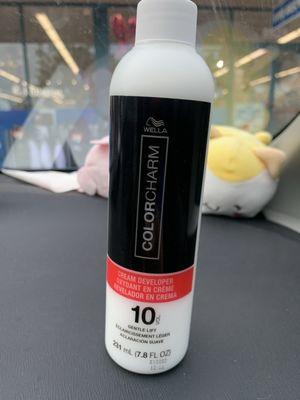 WELLA
COLORCHARM
CREAM DEVELOPER
OXYDANT EN CRÈME
REVELADOR EN CREMA
10 VOL
GENTLE LIFT
ÉCLAIRCISSEMENT LÉGER
ACLARACIÓN SUAVE
231 mL (7.8 FL OZ)